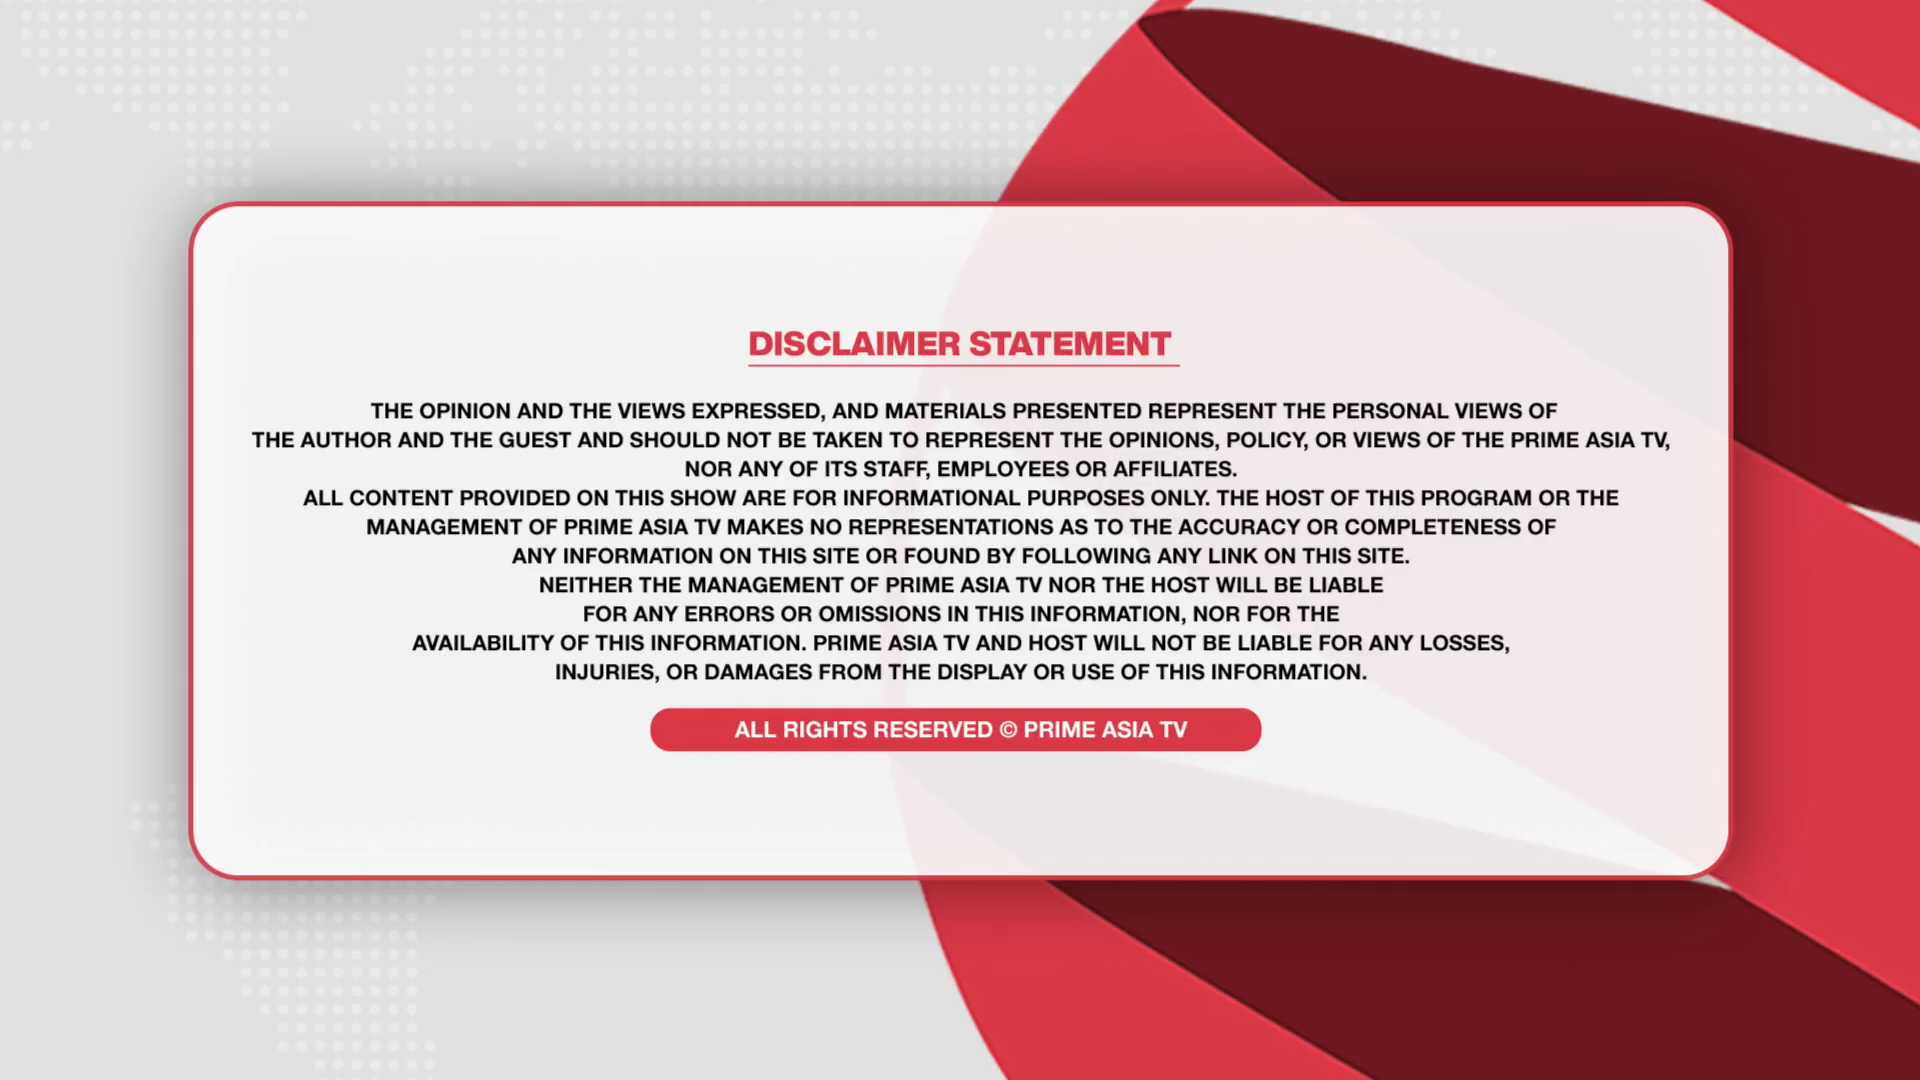 DISCLAIMER STATEMENT
THE OPINION AND THE VIEWS EXPRESSED, AND MATERIALS PRESENTED REPRESENT THE PERSONAL VIEWS OF
THE AUTHOR AND THE GUEST AND SHOULD NOT BE TAKEN TO REPRESENT THE OPINIONS, POLICY, OR VIEWS OF THE PRIME ASIA TV,
NOR ANY OF ITS STAFF, EMPLOYEES OR AFFILIATES.
ALL CONTENT PROVIDED ON THIS SHOW ARE FOR INFORMATIONAL PURPOSES ONLY. THE HOST OF THIS PROGRAM OR THE
MANAGEMENT OF PRIME ASIA TV MAKES NO REPRESENTATIONS AS TO THE ACCURACY OR COMPLETENESS OF
ANY INFORMATION ON THIS SITE OR FOUND BY FOLLOWING ANY LINK ON THIS SITE.
NEITHER THE MANAGEMENT OF PRIME ASIA TV NOR THE HOST WILL BE LIABLE
FOR ANY ERRORS OR OMISSIONS IN THIS INFORMATION, NOR FOR THE
AVAILABILITY OF THIS INFORMATION. PRIME ASIA TV AND HOST WILL NOT BE LIABLE FOR ANY LOSSES,
INJURIES, OR DAMAGES FROM THE DISPLAY OR USE OF THIS INFORMATION.
ALL RIGHTS RESERVED © PRIME ASIA TV